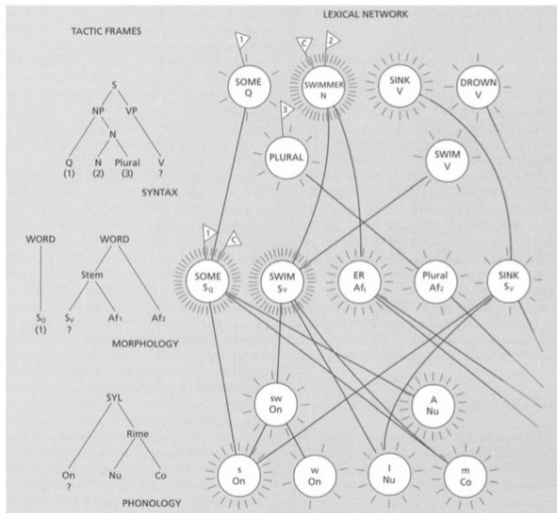 TACTIC FRAMES
LEXICAL NETWORK
1
C
2
S
SOME
Q
SWIMMER
N
SINK
V
DROWN
V
NP VP
N
3
PLURAL
SWIM
V
Q N Plural V
(1) (2) (3) ?
SYNTAX
WORD WORD
1
C
Stem
SOME
SQ
SWIM
SV
ER
Af1
Plural
Af2
SINK
SV
SQ SV Af1 Af2
(1) ?
MORPHOLOGY
SYL
sw
On
A
Nu
Rime
On Nu Co
?
s
On
w
On
I
Nu
m
Co
PHONOLOGY